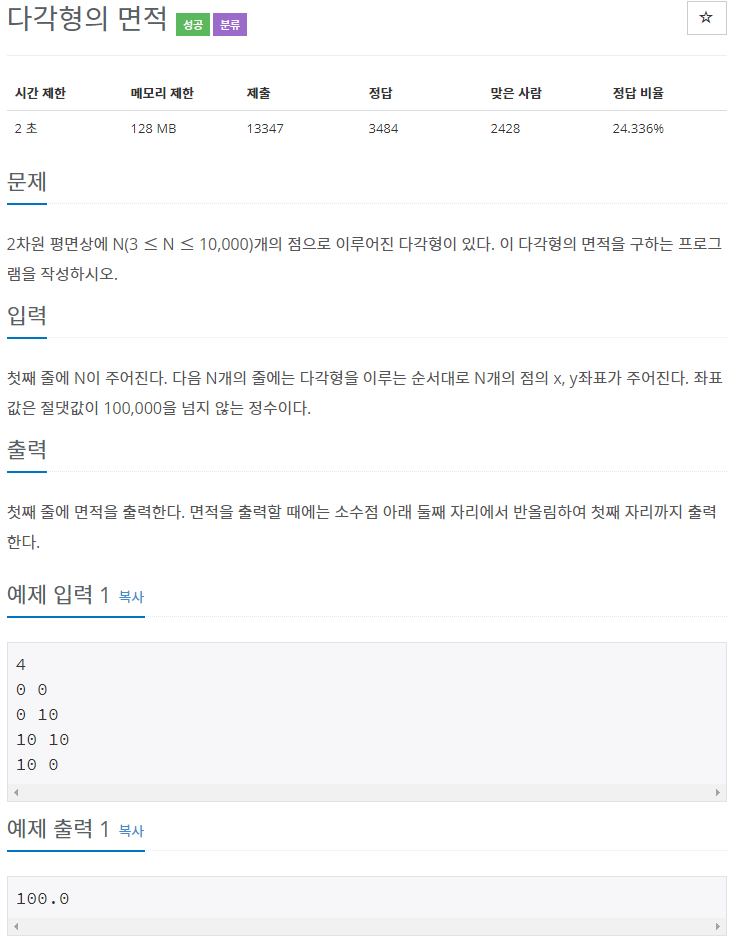 다각형의 면적 성공 분류
☆
시간 제한 메모리 제한 제출 정답 맞은 사람 정답 비율
2 초 128 MB 13347 3484 2428 24.336%
문제
2차원 평면상에 N(3 ≤ N ≤ 10,000)개의 점으로 이루어진 다각형이 있다. 이 다각형의 면적을 구하는 프로그
램을 작성하시오.
입력
첫째 줄에 N이 주어진다. 다음 N개의 줄에는 다각형을 이루는 순서대로 N개의 점의 x, y좌표가 주어진다. 좌표
값은 절댓값이 100,000을 넘지 않는 정수이다.
출력
첫째 줄에 면적을 출력한다. 면적을 출력할 때에는 소수점 아래 둘째 자리에서 반올림하여 첫째 자리까지 출력
한다.
예제 입력 1 복사
4
0 0
0 10
10 10
10 0
예제 출력 1 복사
100.0